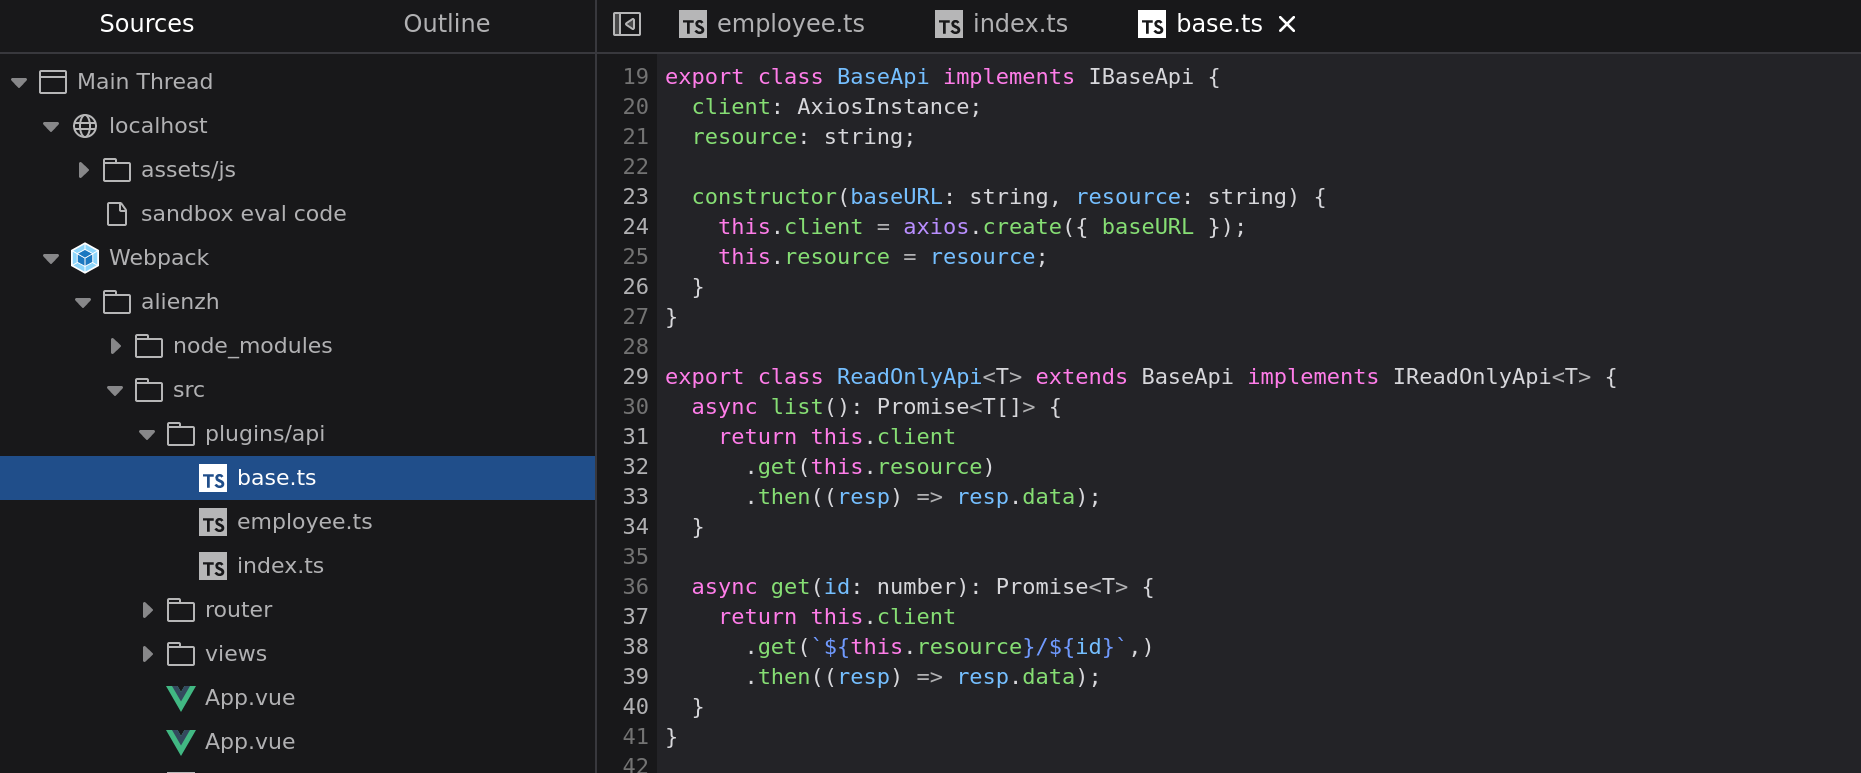 Sources Outline
Main Thread
localhost
assets/js
sandbox eval code
Webpack
alienzh
node_modules
src
plugins/api
TS base.ts
TS employee.ts
TS index.ts
router
views
App.vue
App.vue
TS employee.ts TS index.ts TS base.ts
19 export class BaseApi implements IBaseApi {
20   client: AxiosInstance;
21   resource: string;
22
23   constructor(baseURL: string, resource: string) {
24     this.client = axios.create({ baseURL });
25     this.resource = resource;
26   }
27 }
28
29 export class ReadOnlyApi<T> extends BaseApi implements IReadOnlyApi<T> {
30   async list(): Promise<T[]> {
31     return this.client
32       .get(this.resource)
33       .then((resp) => resp.data);
34   }
35
36   async get(id: number): Promise<T> {
37     return this.client
38       .get(`${this.resource}/${id}`,)
39       .then((resp) => resp.data);
40   }
41 }
42